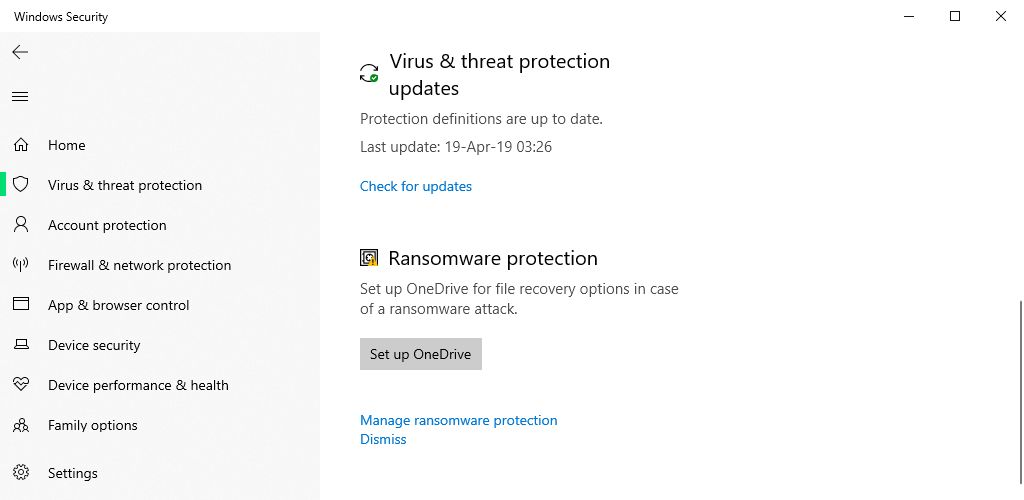 Windows Security
Home
Virus & threat protection
Account protection
Firewall & network protection
App & browser control
Device security
Device performance & health
Family options
Settings
Virus & threat protection
updates
Protection definitions are up to date.
Last update: 19-Apr-19 03:26
Check for updates
Ransomware protection
Set up OneDrive for file recovery options in case
of a ransomware attack.
Set up OneDrive
Manage ransomware protection
Dismiss